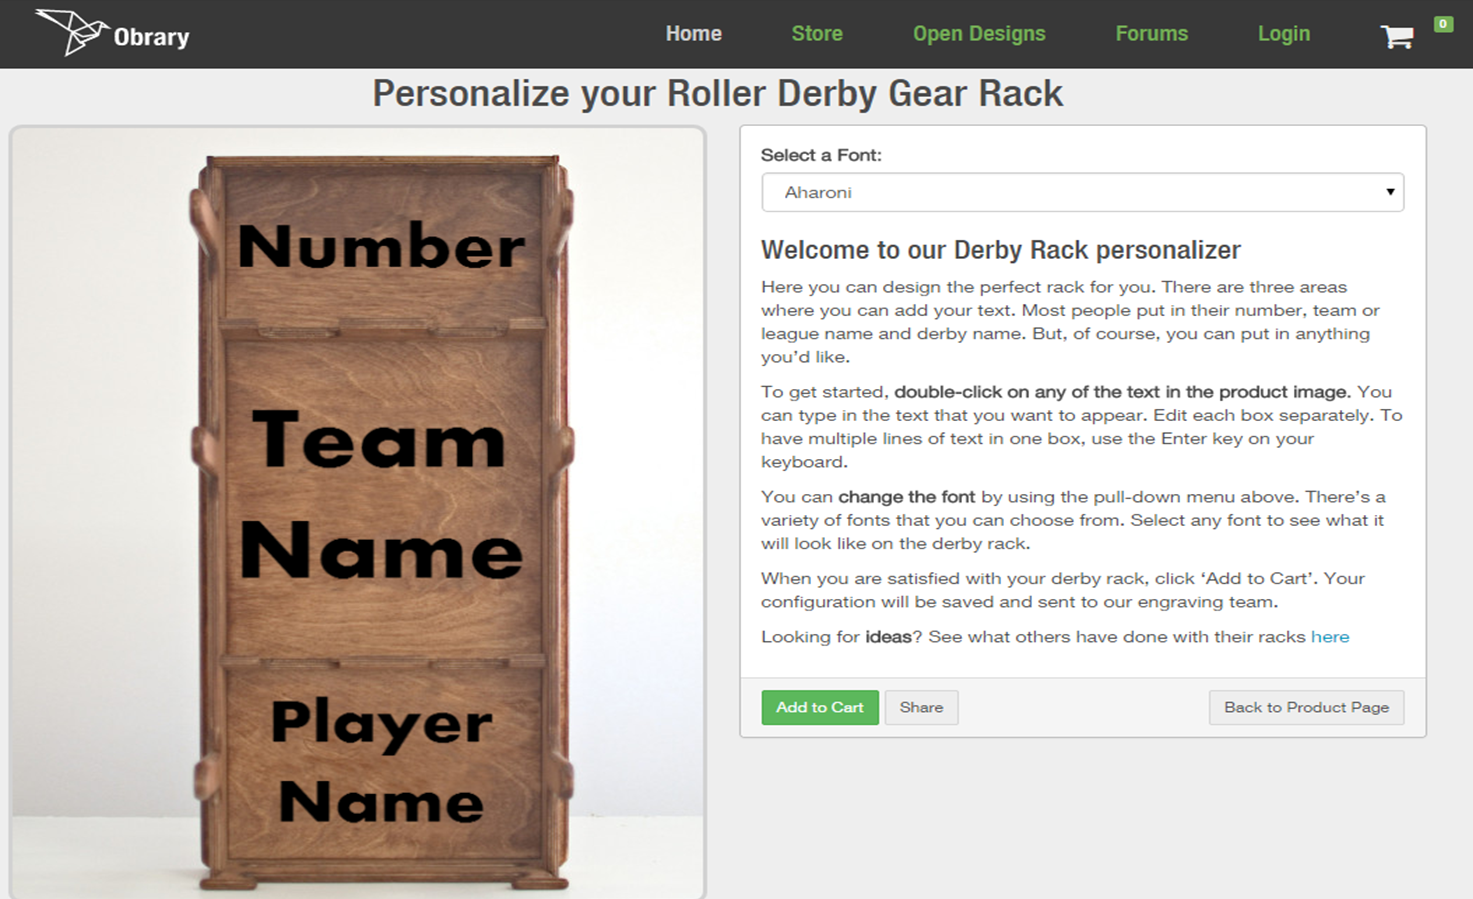 Obrary
Home
Store
Open Designs
Forums
Login
0
Personalize your Roller Derby Gear Rack
Number
Team
Name
Player
Name
Select a Font:
Aharoni
Welcome to our Derby Rack personalizer
Here you can design the perfect rack for you. There are three areas
where you can add your text. Most people put in their number, team or
league name and derby name. But, of course, you can put in anything
you’d like.
To get started, double-click on any of the text in the product image. You
can type in the text that you want to appear. Edit each box separately. To
have multiple lines of text in one box, use the Enter key on your
keyboard.
You can change the font by using the pull-down menu above. There’s a
variety of fonts that you can choose from. Select any font to see what it
will look like on the derby rack.
When you are satisfied with your derby rack, click ‘Add to Cart’. Your
configuration will be saved and sent to our engraving team.
Looking for ideas? See what others have done with their racks here
Add to Cart
Share
Back to Product Page